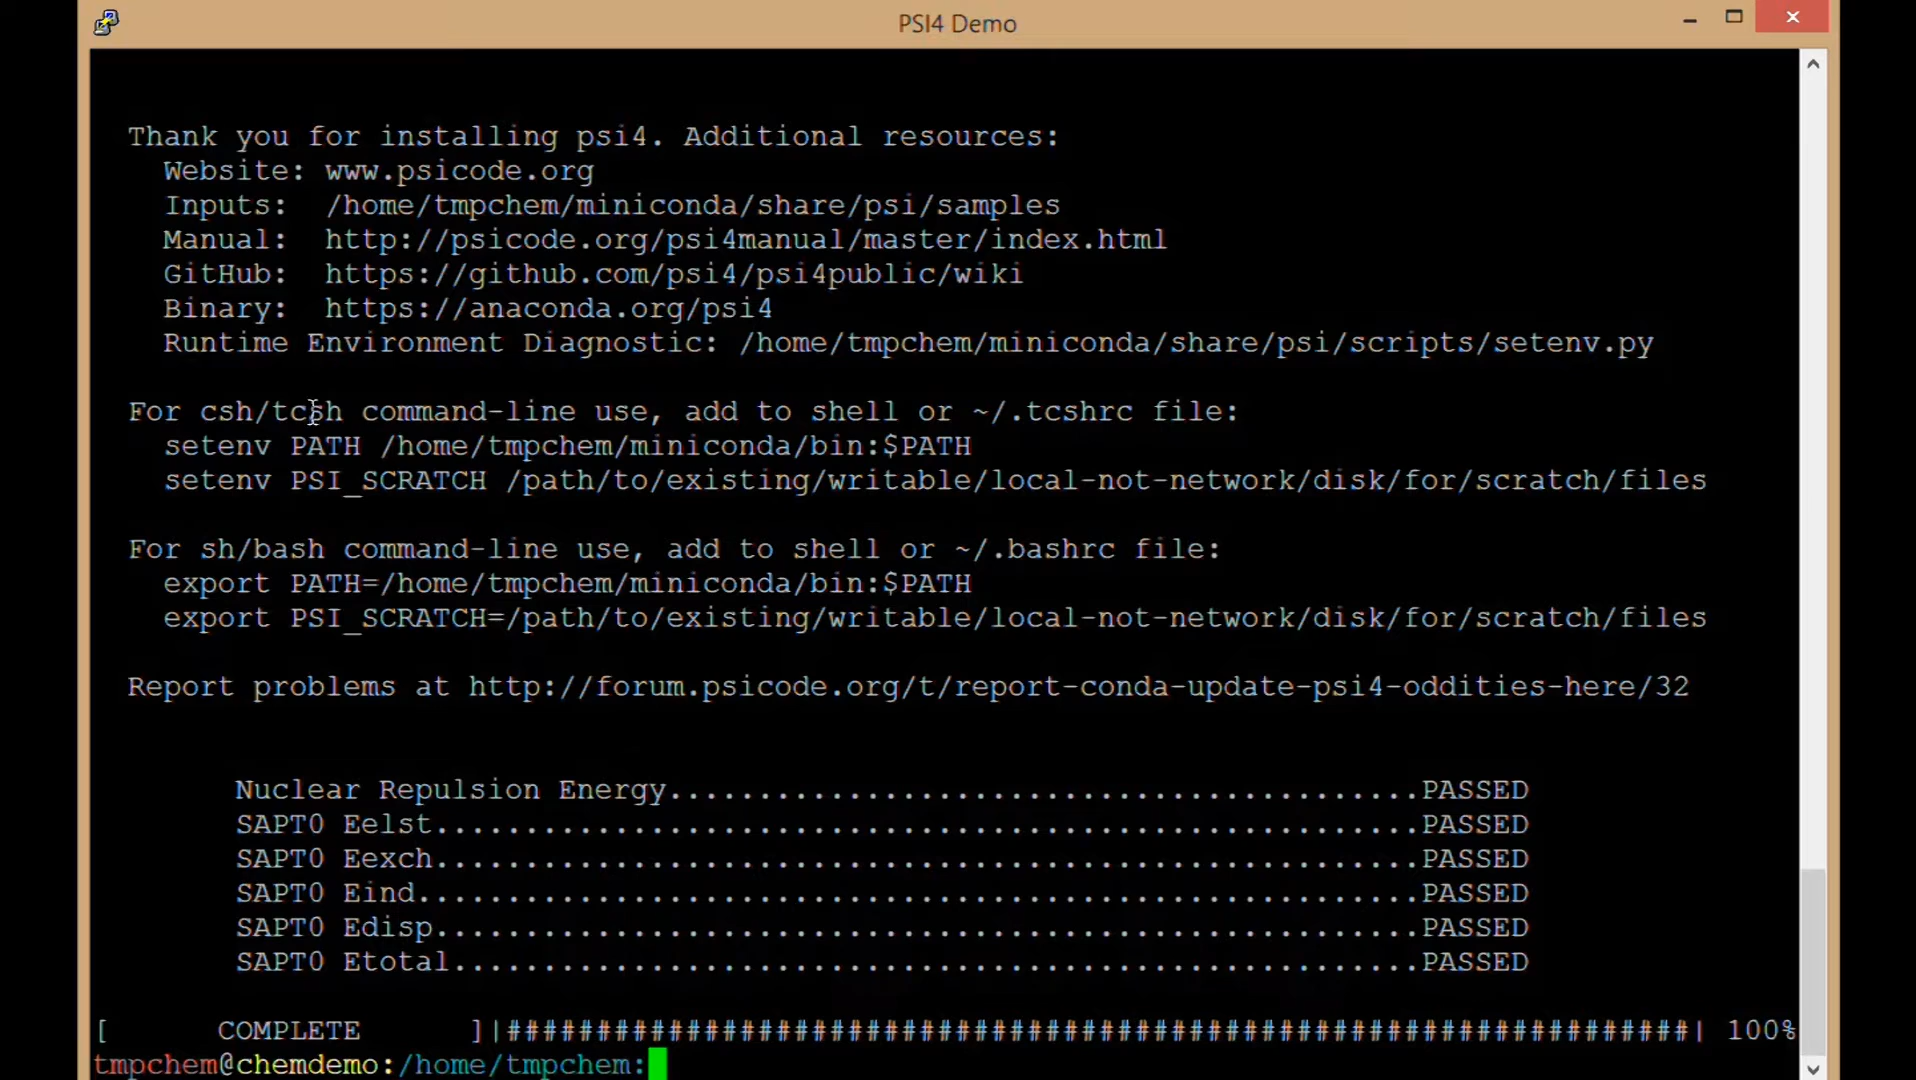 PSI4 Demo
Thank you for installing psi4. Additional resources:
Website: www.psicode.org
Inputs:  /home/tmpchem/miniconda/share/psi/samples
Manual:  http://psicode.org/psi4manual/master/index.html
GitHub:  https://github.com/psi4/psi4public/wiki
Binary:  https://anaconda.org/psi4
Runtime Environment Diagnostic: /home/tmpchem/miniconda/share/psi/scripts/setenv.py
For csh/tcsh command-line use, add to shell or ~/.tcshrc file:
setenv PATH /home/tmpchem/miniconda/bin:$PATH
setenv PSI_SCRATCH /path/to/existing/writable/local-not-network/disk/for/scratch/files
For sh/bash command-line use, add to shell or ~/.bashrc file:
export PATH=/home/tmpchem/miniconda/bin:$PATH
export PSI_SCRATCH=/path/to/existing/writable/local-not-network/disk/for/scratch/files
Report problems at http://forum.psicode.org/t/report-conda-update-psi4-oddities-here/32
Nuclear Repulsion Energy..........................................PASSED
SAPT0 Eelst.......................................................PASSED
SAPT0 Eexch.......................................................PASSED
SAPT0 Eind........................................................PASSED
SAPT0 Edisp.......................................................PASSED
SAPT0 Etotal......................................................PASSED
[      COMPLETE      ]|##################################################################| 100%
tmpchem@chemdemo:/home/tmpchem: